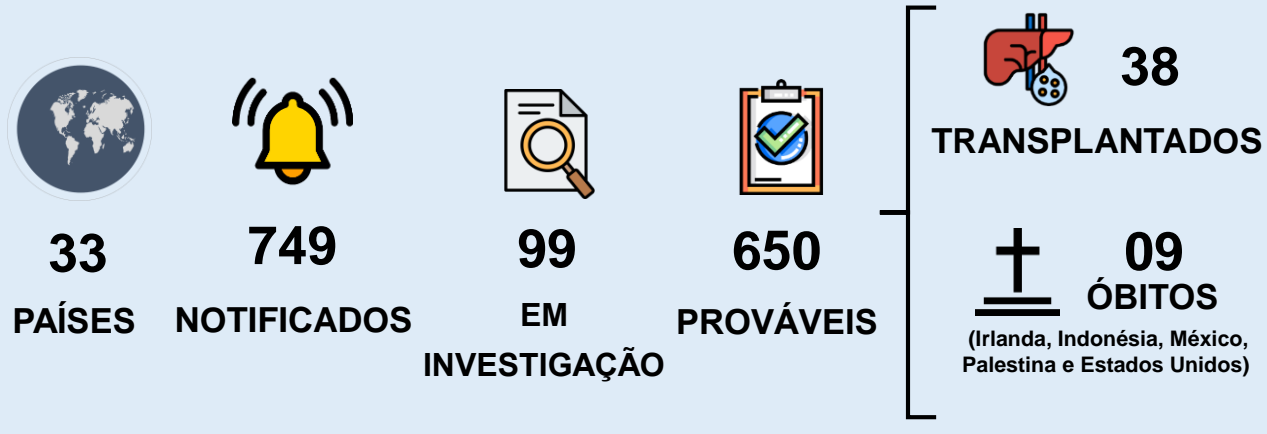 33
PAÍSES
749
NOTIFICADOS
99
EM
INVESTIGAÇÃO
650
PROVÁVEIS
38
TRANSPLANTADOS
09
ÓBITOS
(Irlanda, Indonésia, México,
Palestina e Estados Unidos)